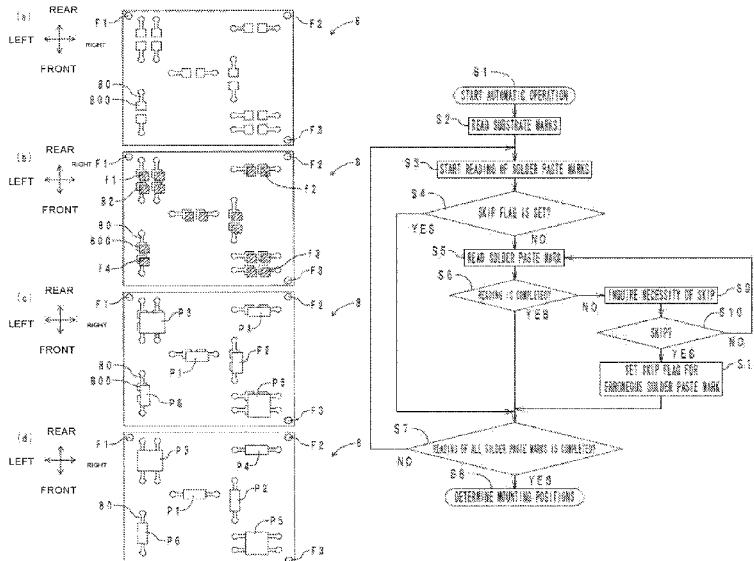 (a)
REAR
LEFT
RIGHT
FRONT
F1
F2
8
80
800
F3
(b)
REAR
RIGHT
LEFT
FRONT
F1
f1
82
80
800
f4
F2
8
f2
f3
F3
(c)
REAR
LEFT
RIGHT
FRONT
F1
P3
F2
8
P1
P2
80
800
P6
P5
F3
(d)
REAR
LEFT
RIGHT
FRONT
F1
P3
F2
8
P4
P2
80
P1
P6
P5
F3
S1
START AUTOMATIC OPERATION
S2
READ SUBSTRATE MARKS
S3
START READING OF SOLDER PASTE MARKS
S4
SKIP FLAG IS SET?
YES
NO
S5
READ SOLDER PASTE MARK
S6
READING IS COMPLETED?
NO
YES
S9
INQUIRE NECESSITY OF SKIP
S10
SKIP?
NO
YES
SET SKIP FLAG FOR
ERRONEOUS SOLDER PASTE MARK
S7
READING OF ALL SOLDER PASTE MARKS IS COMPLETED?
NO
YES
S8
DETERMINE MOUNTING POSITIONS